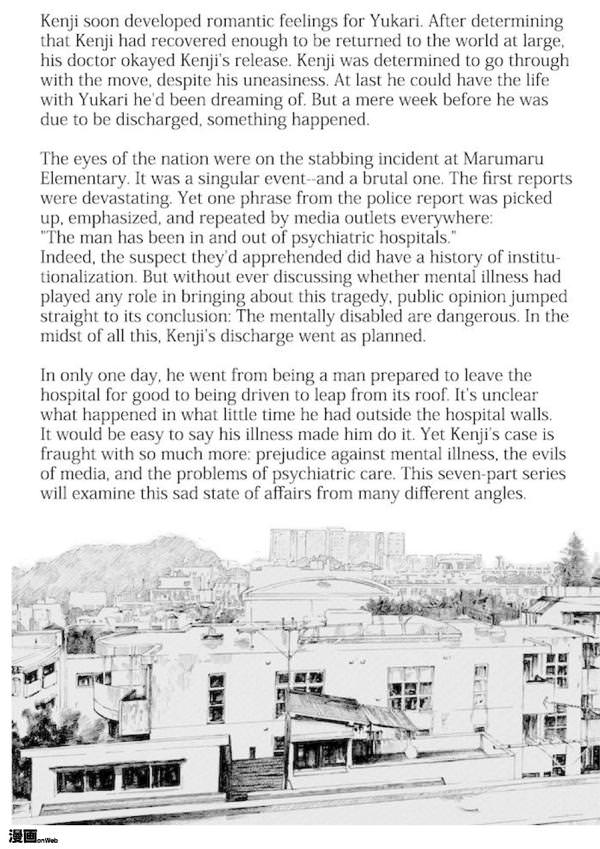 Kenji soon developed romantic feelings for Yukari. After determining
that Kenji had recovered enough to be returned to the world at large,
his doctor okayed Kenji's release. Kenji was determined to go through
with the move, despite his uneasiness. At last he could have the life
with Yukari he'd been dreaming of. But a mere week before he was
due to be discharged, something happened.
The eyes of the nation were on the stabbing incident at Marumaru
Elementary. It was a singular event--and a brutal one. The first reports
were devastating. Yet one phrase from the police report was picked
up, emphasized, and repeated by media outlets everywhere:
"The man has been in and out of psychiatric hospitals."
Indeed, the suspect they'd apprehended did have a history of institu-
tionalization. But without ever discussing whether mental illness had
played any role in bringing about this tragedy, public opinion jumped
straight to its conclusion: The mentally disabled are dangerous. In the
midst of all this, Kenji's discharge went as planned.
In only one day, he went from being a man prepared to leave the
hospital for good to being driven to leap from its roof. It's unclear
what happened in what little time he had outside the hospital walls.
It would be easy to say his illness made him do it. Yet Kenji's case is
fraught with so much more: prejudice against mental illness, the evils
of media, and the problems of psychiatric care. This seven-part series
will examine this sad state of affairs from many different angles.
漫画onWeb